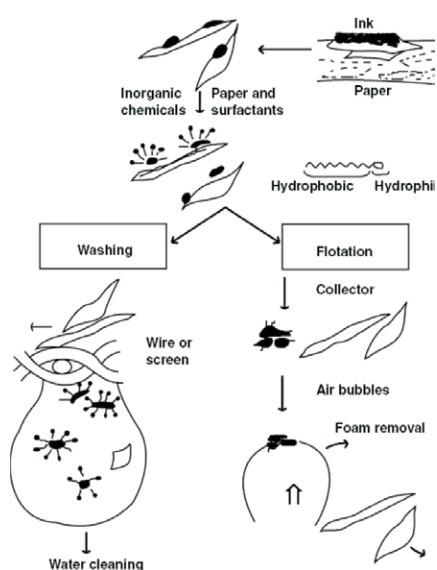 Ink
Paper
Inorganic
chemicals
Paper and
surfactants
Hydrophobic
Hydrophil
Washing
Flotation
Collector
Wire or
screen
Air bubbles
Foam removal
Water cleaning